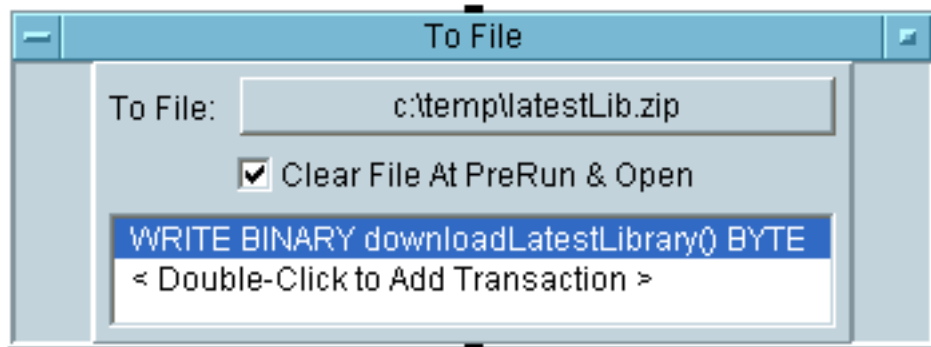 To File
To File: c:\temp\latestLib.zip
Clear File At PreRun & Open
WRITE BINARY downloadLatestLibrary() BYTE
< Double-Click to Add Transaction >